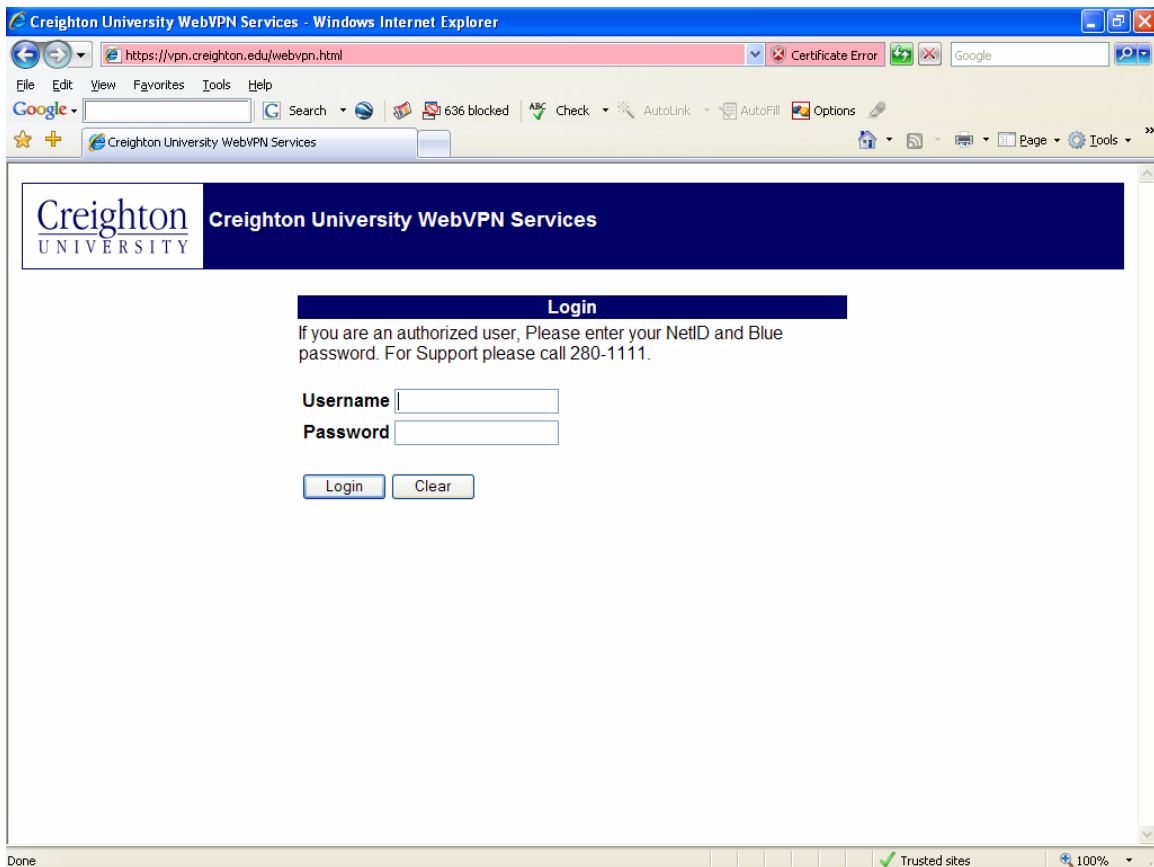 Creighton University WebVPN Services - Windows Internet Explorer
https://vpn.creighton.edu/webvpn.html Certificate Error Google
File Edit View Favorites Tools Help
Google Search 636 blocked ABC Check AutoLink AutoFill Options
Creighton University WebVPN Services Page Tools »
Creighton
UNIVERSITY
Creighton University WebVPN Services
Login
If you are an authorized user, Please enter your NetID and Blue
password. For Support please call 280-1111.
Username
Password
Login Clear
Done Trusted sites 100%